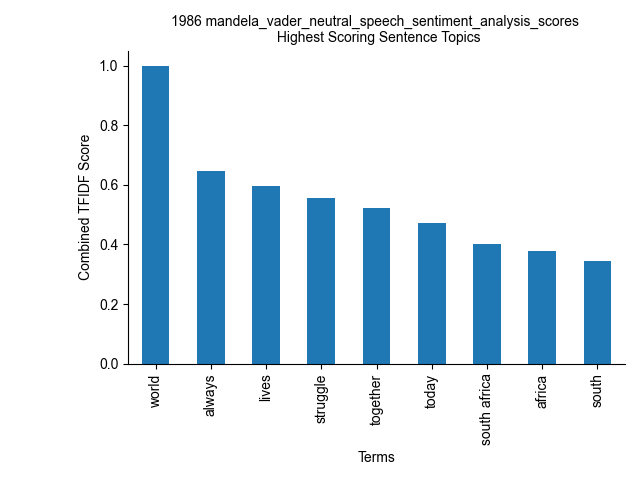 1986 mandela_vader_neutral_speech_sentiment_analysis_scores
Highest Scoring Sentence Topics
Combined TFIDF Score
1.0
0.8
0.6
0.4
0.2
0.0
world
always
lives
struggle
together
today
south africa
africa
south
Terms